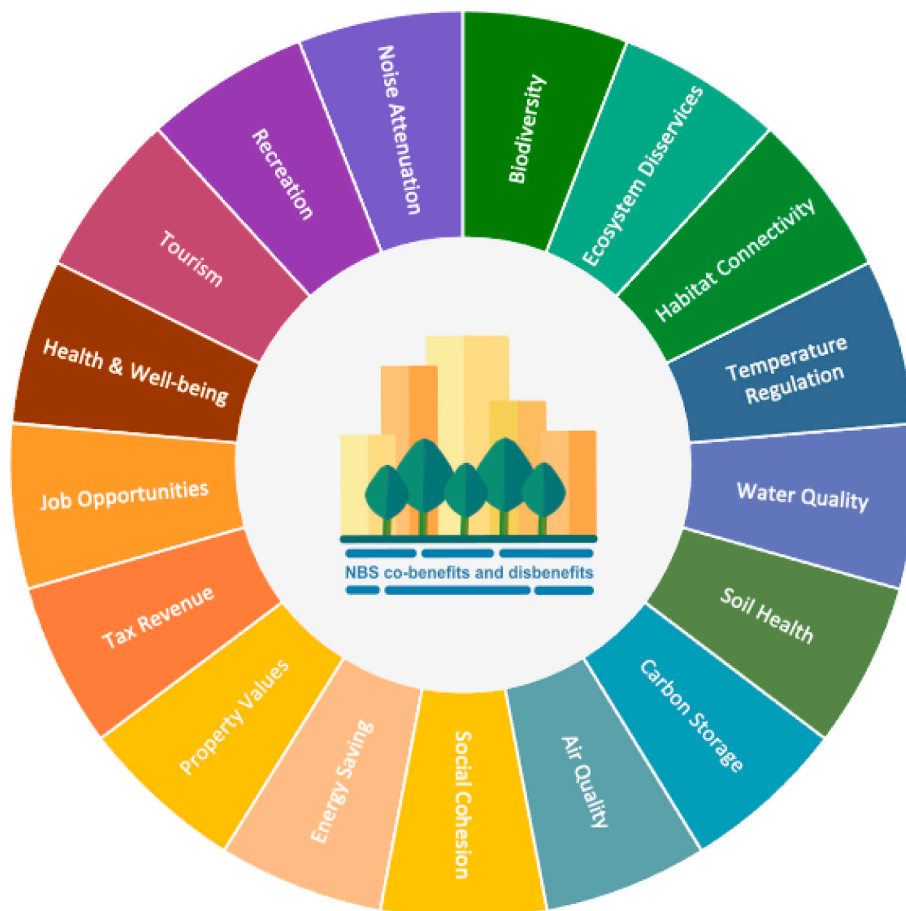 Biodiversity
Ecosystem Disservices
Habitat Connectivity
Temperature
Regulation
Water Quality
Soil Health
Carbon Storage
Air Quality
Social Cohesion
Energy Saving
Property Values
Tax Revenue
Job Opportunities
Health & Well-being
Tourism
Recreation
Noise Attenuation
NBS co-benefits and disbenefits